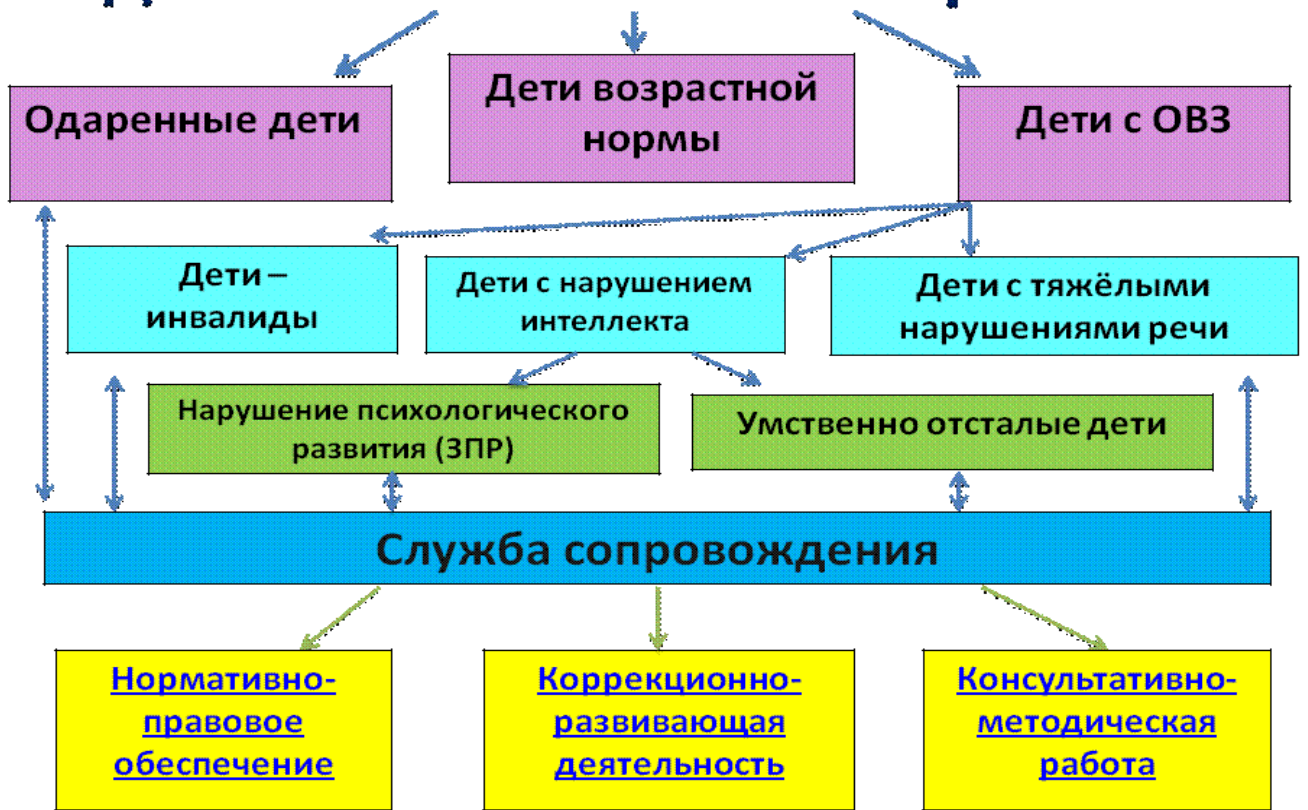 Одаренные дети
Дети возрастной
нормы
Дети с ОВЗ
Дети –
инвалиды
Дети с нарушением
интеллекта
Дети с тяжёлыми
нарушениями речи
Нарушение психологического
развития (ЗПР)
Умственно отсталые дети
Служба сопровождения
Нормативно-
правовое
обеспечение
Коррекционно-
развивающая
деятельность
Консультативно-
методическая
работа